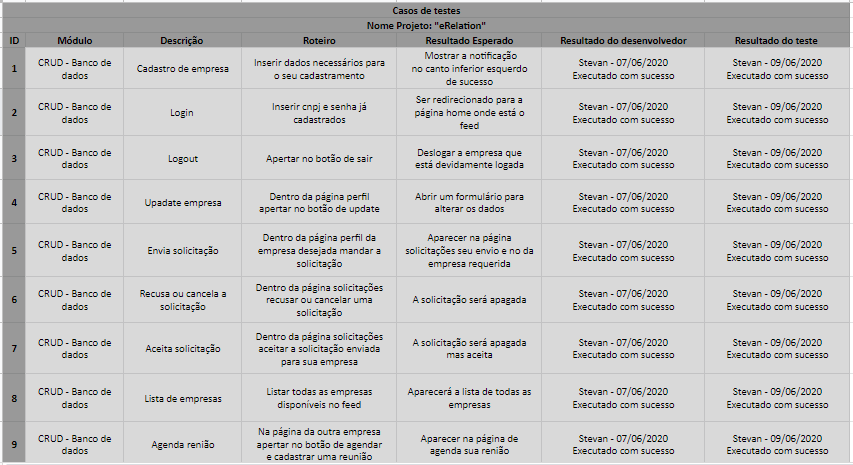 Casos de testes
Nome Projeto: "eRelation"
ID Módulo Descrição Roteiro Resultado Esperado Resultado do desenvolvedor Resultado do teste
1
CRUD - Banco de
dados
Cadastro de empresa
Inserir dados necessários para
o seu cadastramento
Mostrar a notificação
no canto inferior esquerdo
de sucesso
Stevan - 07/06/2020
Executado com sucesso
Stevan - 09/06/2020
Executado com sucesso
2
CRUD - Banco de
dados
Login
Inserir cnpj e senha já
cadastrados
Ser redirecionado para a
página home onde está o
feed
Stevan - 07/06/2020
Executado com sucesso
Stevan - 09/06/2020
Executado com sucesso
3
CRUD - Banco de
dados
Logout
Apertar no botão de sair
Deslogar a empresa que
está devidamente logada
Stevan - 07/06/2020
Executado com sucesso
Stevan - 09/06/2020
Executado com sucesso
4
CRUD - Banco de
dados
Upadate empresa
Dentro da página perfil
apertar no botão de update
Abrir um formulário para
alterar os dados
Stevan - 07/06/2020
Executado com sucesso
Stevan - 09/06/2020
Executado com sucesso
5
CRUD - Banco de
dados
Envia solicitação
Dentro da página perfil da
empresa desejada mandar a
solicitação
Aparecer na página
solicitações seu envio e no da
empresa requerida
Stevan - 07/06/2020
Executado com sucesso
Stevan - 09/06/2020
Executado com sucesso
6
CRUD - Banco de
dados
Recusa ou cancela a
solicitação
Dentro da página solicitações
recusar ou cancelar uma
solicitação
A solicitação será apagada
Stevan - 07/06/2020
Executado com sucesso
Stevan - 09/06/2020
Executado com sucesso
7
CRUD - Banco de
dados
Aceita solicitação
Dentro da página solicitações
aceitar a solicitação enviada
para sua empresa
A solicitação será apagada
mas aceita
Stevan - 07/06/2020
Executado com sucesso
Stevan - 09/06/2020
Executado com sucesso
8
CRUD - Banco de
dados
Lista de empresas
Listar todas as empresas
disponíveis no feed
Aparecerá a lista de todas as
empresas
Stevan - 07/06/2020
Executado com sucesso
Stevan - 09/06/2020
Executado com sucesso
9
CRUD - Banco de
dados
Agenda renião
Na página da outra empresa
apertar no botão de agendar
e cadastrar uma reunião
Aparecer na página de
agenda sua renião
Stevan - 07/06/2020
Executado com sucesso
Stevan - 09/06/2020
Executado com sucesso